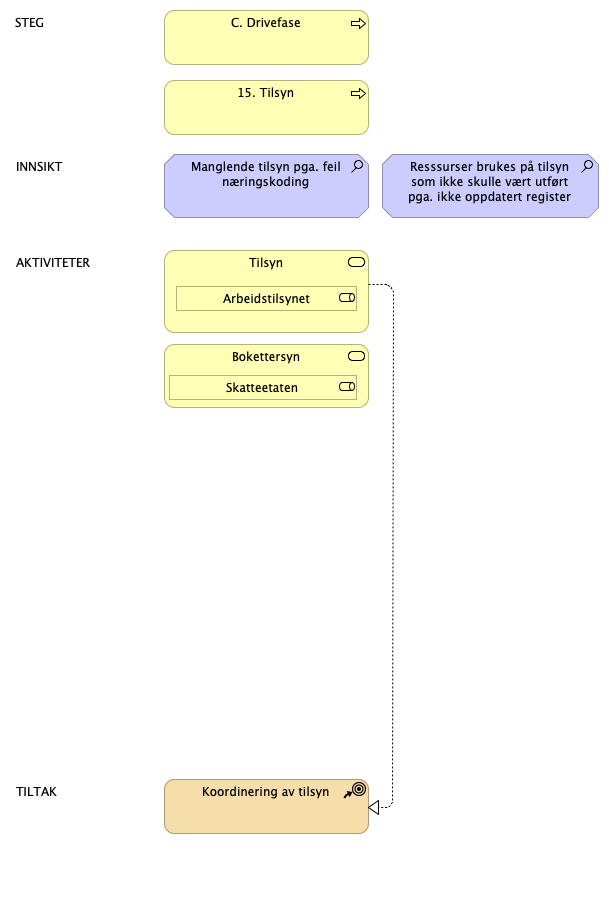 STEG
C. Drivefase
15. Tilsyn
INNSIKT
Manglende tilsyn pga. feil
næringskoding
Resssurser brukes på tilsyn
som ikke skulle vært utført
pga. ikke oppdatert register
AKTIVITETER
Tilsyn
Arbeidstilsynet
Bokettersyn
Skatteetaten
TILTAK
Koordinering av tilsyn